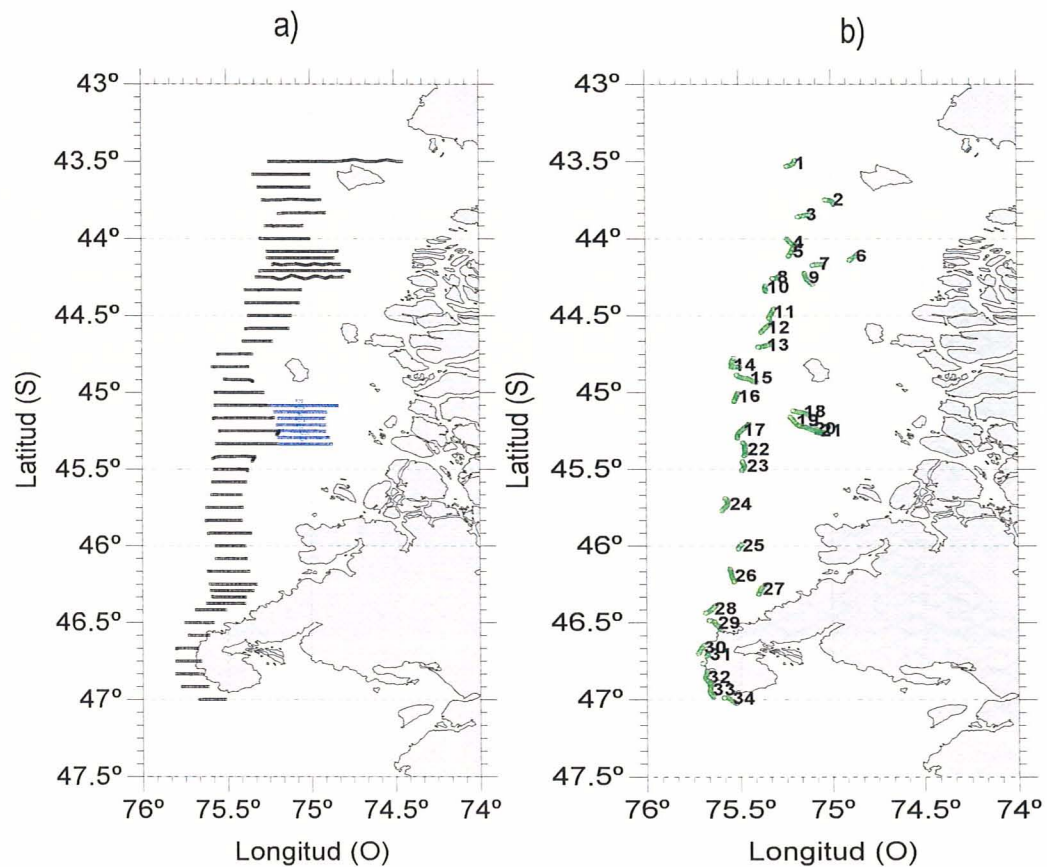 a)
43º
43.5º
44º
44.5º
45º
45.5º
46º
46.5º
47º
47.5º
Latitud (S)
76º 75.5º 75º 74.5º 74º
Longitud (O)
b)
43º
43.5º
44º
44.5º
45º
45.5º
46º
46.5º
47º
47.5º
Latitud (S)
1
2
3
4
5
6
7
8
9
10
11
12
13
14
15
16
17
18
19
20
21
22
23
24
25
26
27
28
29
30
31
32
33
34
76º 75.5º 75º 74.5º 74º
Longitud (O)